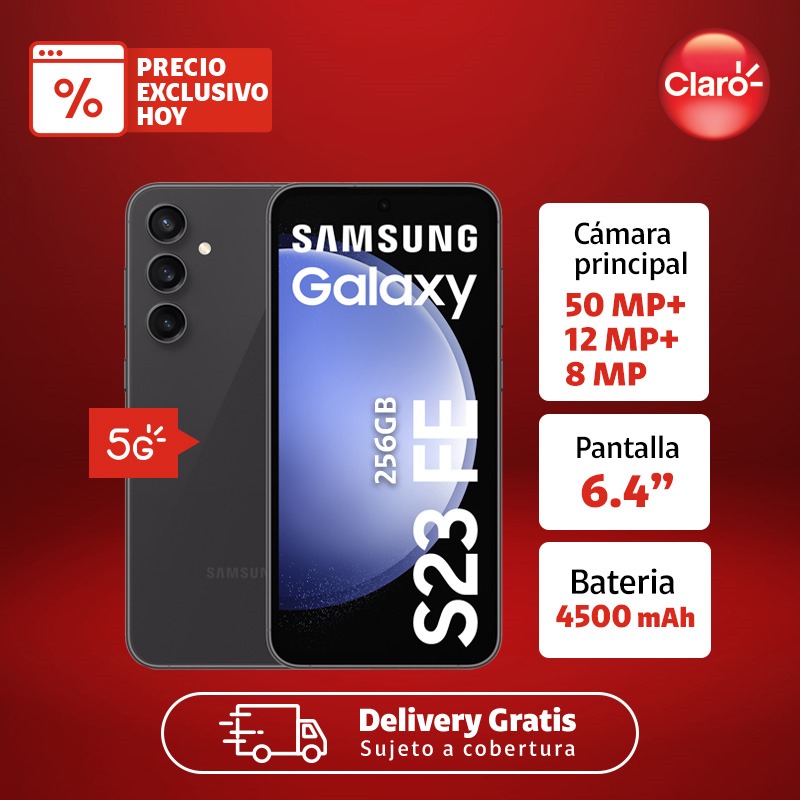 %
PRECIO
EXCLUSIVO
HOY
Claro
SAMSUNG
Galaxy
256GB
S23 FE
5G
SAMSUN
Cámara
principal
50 MP+
12 MP+
8 MP
Pantalla
6.4”
Bateria
4500 mAh
Delivery Gratis
Sujeto a cobertura